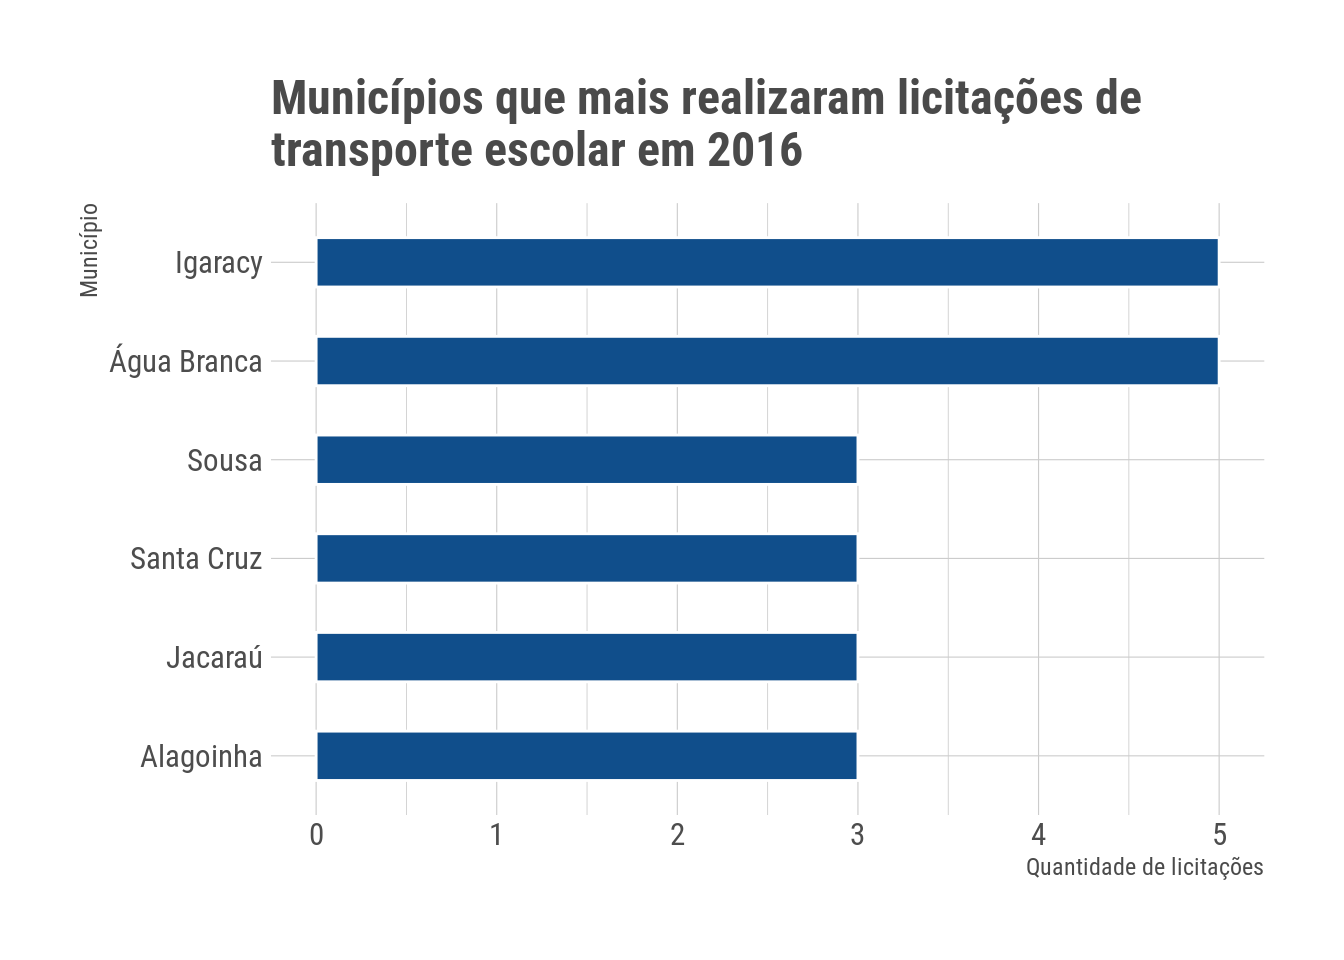 Municípios que mais realizaram licitações de
transporte escolar em 2016
Município
Igaracy
Água Branca
Sousa
Santa Cruz
Jacaraú
Alagoinha
0 1 2 3 4 5
Quantidade de licitações